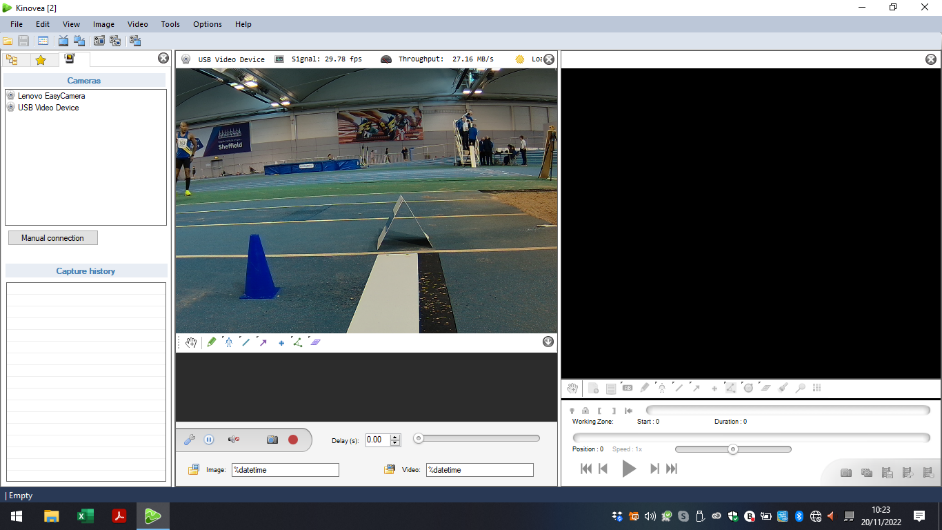 Kinovea [2]
File Edit View Image Video Tools Options Help
USB Video Device Signal: 29.78 fps Throughput: 27.16 MB/s
Cameras
Lenovo EasyCamera
USB Video Device
Sheffield
Manual connection
Capture history
Working Zone: Start : 0 Duration : 0
Delay (s): 0.00
Position : 0 Speed : 1x
Image: %datetime Video: %datetime
Empty
10:23
20/11/2022